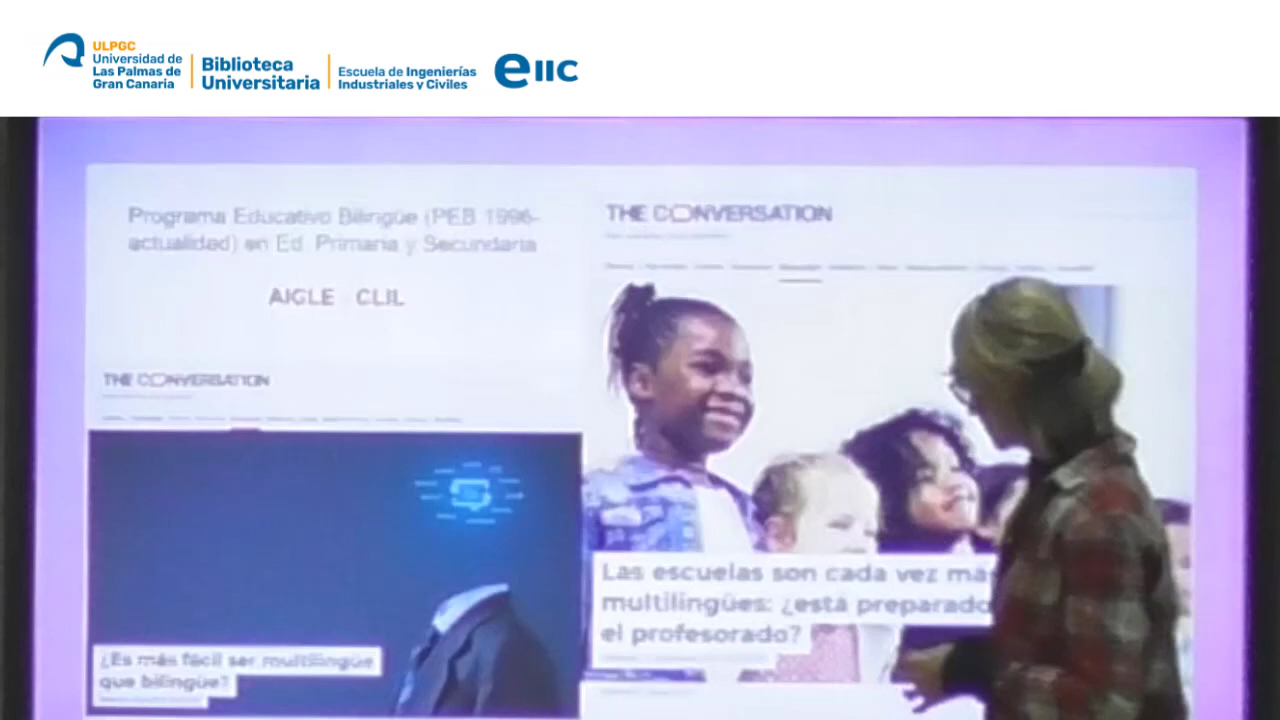 ULPGC
Universidad de
Las Palmas de
Gran Canaria
Biblioteca
Universitaria
Escuela de Ingenierías
Industriales y Civiles
eiic
Programa Educativo Bilingüe (PEB 1996-
actualidad) en Ed. Primaria y Secundaria
AIGLE CLIL
THE CONVERSATION
¿Es más fácil ser multilingüe
que bilingüe?
THE CONVERSATION
Las escuelas son cada vez más
multilingües: ¿está preparado
el profesorado?